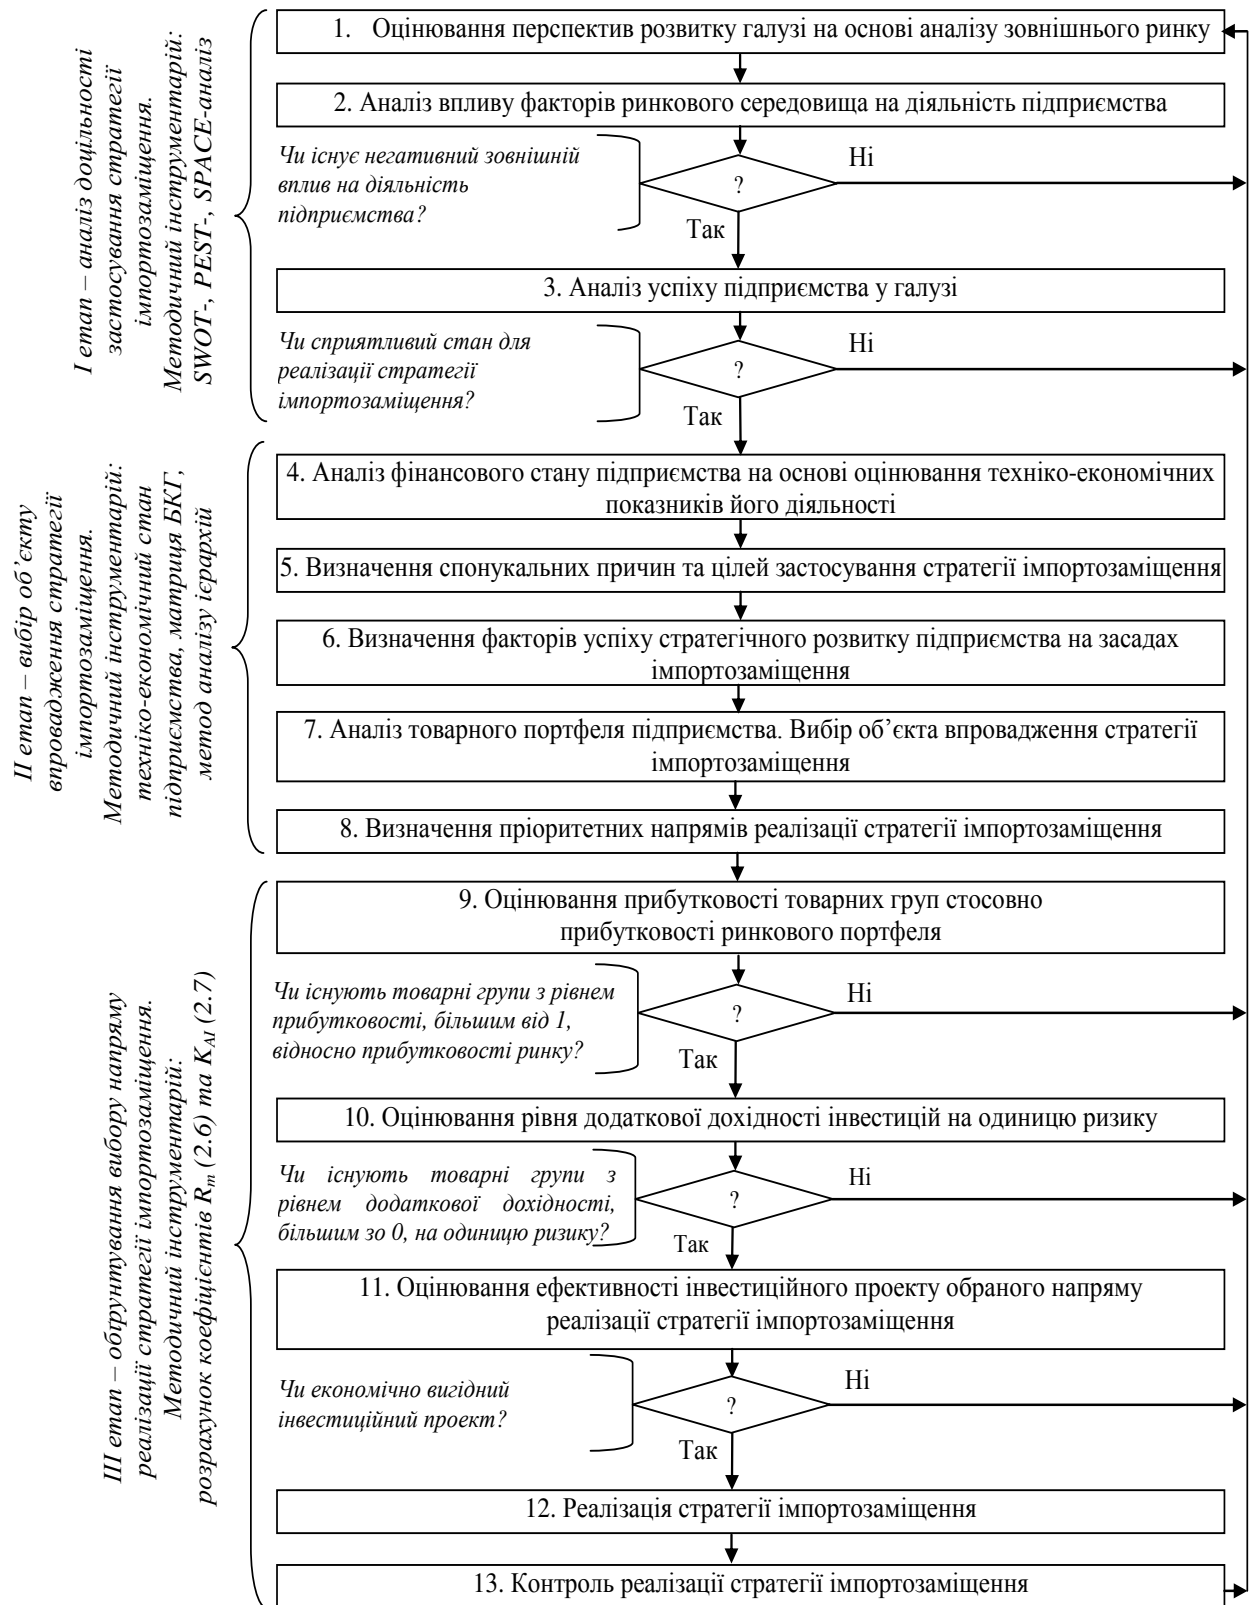 І етап – аналіз доцільності
застосування стратегії
імпортозаміщення.
Методичний інструментарій:
SWOT-, PEST-, SPACE-аналіз
1. Оцінювання перспектив розвитку галузі на основі аналізу зовнішнього ринку
2. Аналіз впливу факторів ринкового середовища на діяльність підприємства
Чи існує негативний зовнішній
вплив на діяльність
підприємства?
?
Ні
Так
3. Аналіз успіху підприємства у галузі
Чи сприятливий стан для
реалізації стратегії
імпортозаміщення?
?
Ні
Так
ІІ етап – вибір об’єкту
впровадження стратегії
імпортозаміщення.
Методичний інструментарій:
техніко-економічний стан
підприємства, матриця БКГ,
метод аналізу ієрархій
4. Аналіз фінансового стану підприємства на основі оцінювання техніко-економічних
показників його діяльності
5. Визначення спонукальних причин та цілей застосування стратегії імпортозаміщення
6. Визначення факторів успіху стратегічного розвитку підприємства на засадах
імпортозаміщення
7. Аналіз товарного портфеля підприємства. Вибір об’єкта впровадження стратегії
імпортозаміщення
8. Визначення пріоритетних напрямів реалізації стратегії імпортозаміщення
ІІІ етап – обґрунтування вибору напряму
реалізації стратегії імпортозаміщення.
Методичний інструментарій:
розрахунок коефіцієнтів Rm (2.6) та KAI (2.7)
9. Оцінювання прибутковості товарних груп стосовно
прибутковості ринкового портфеля
Чи існують товарні групи з рівнем
прибутковості, більшим від 1,
відносно прибутковості ринку?
?
Ні
Так
10. Оцінювання рівня додаткової дохідності інвестицій на одиницю ризику
Чи існують товарні групи з
рівнем додаткової дохідності,
більшим зо 0, на одиницю ризику?
?
Ні
Так
11. Оцінювання ефективності інвестиційного проекту обраного напряму
реалізації стратегії імпортозаміщення
Чи економічно вигідний
інвестиційний проект?
?
Ні
Так
12. Реалізація стратегії імпортозаміщення
13. Контроль реалізації стратегії імпортозаміщення